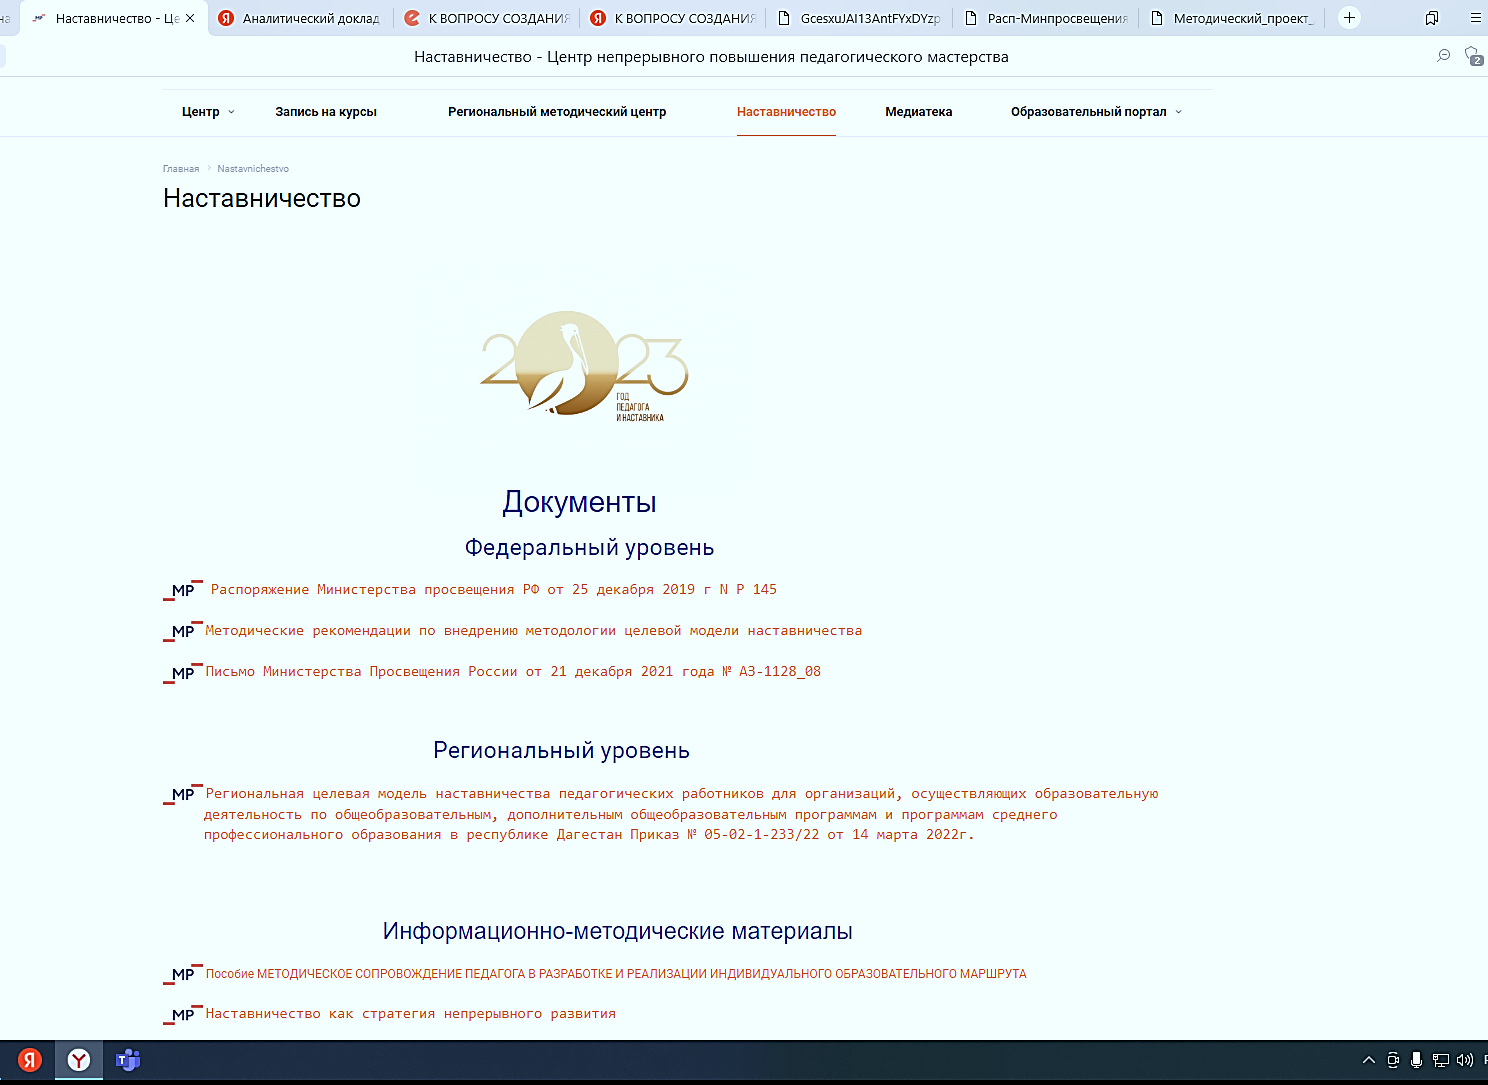 Наставничество - Це
Аналитический доклад
К ВОПРОСУ СОЗДАНИЯ
К ВОПРОСУ СОЗДАНИЯ
GcesxuJAI13AntFYxDYzp
Расп-Минпросвещения
Методический_проект_
Наставничество - Центр непрерывного повышения педагогического мастерства
2
Центр
Запись на курсы
Региональный методический центр
Наставничество
Медиатека
Образовательный портал
Главная > Nastavnichestvo
Наставничество
2023
ГОД
ПЕДАГОГА
И НАСТАВНИКА
Документы
Федеральный уровень
МР Распоряжение Министерства просвещения РФ от 25 декабря 2019 г N Р 145
МР Методические рекомендации по внедрению методологии целевой модели наставничества
МР Письмо Министерства Просвещения России от 21 декабря 2021 года № АЗ-1128_08
Региональный уровень
МР Региональная целевая модель наставничества педагогических работников для организаций, осуществляющих образовательную
деятельность по общеобразовательным, дополнительным общеобразовательным программам и программам среднего
профессионального образования в республике Дагестан Приказ № 05-02-1-233/22 от 14 марта 2022г.
Информационно-методические материалы
МР Пособие МЕТОДИЧЕСКОЕ СОПРОВОЖДЕНИЕ ПЕДАГОГА В РАЗРАБОТКЕ И РЕАЛИЗАЦИИ ИНДИВИДУАЛЬНОГО ОБРАЗОВАТЕЛЬНОГО МАРШРУТА
МР Наставничество как стратегия непрерывного развития